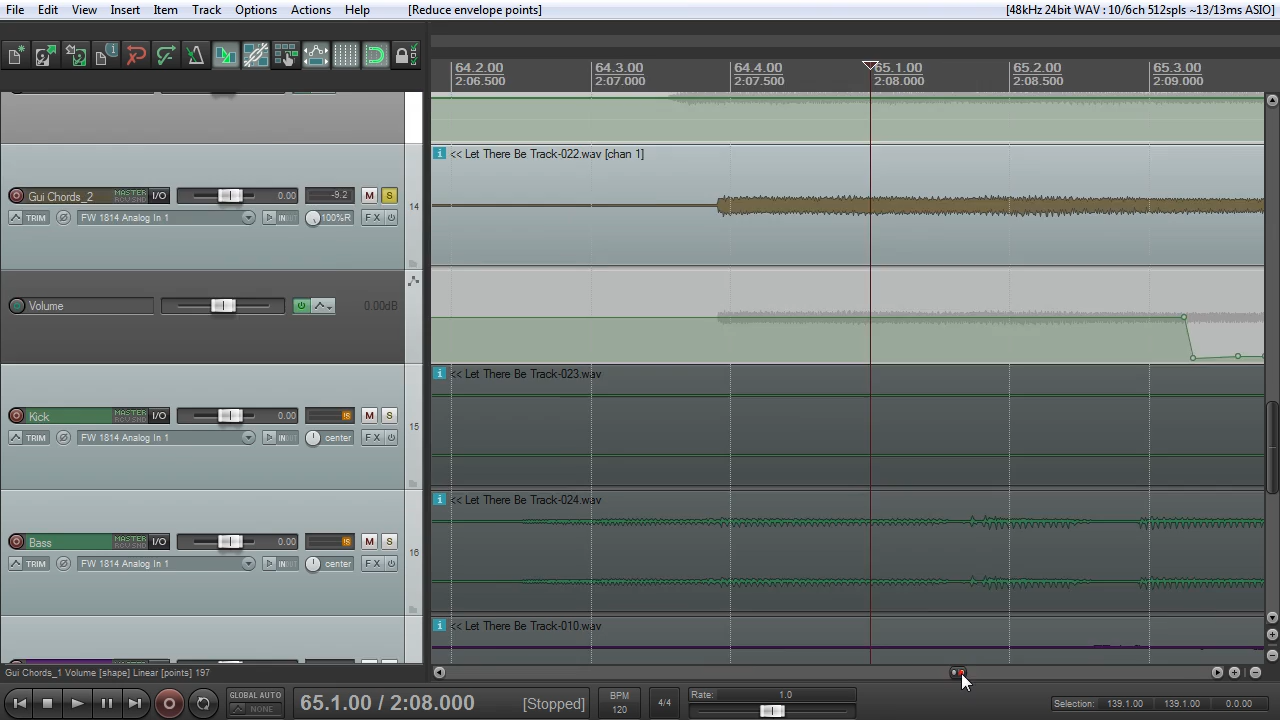 File Edit View Insert Item Track Options Actions Help [Reduce envelope points] [48kHz 24bit WAV : 10/6ch 512spls ~13/13ms ASIO]
64.2.00 64.3.00 64.4.00 65.1.00 65.2.00 65.3.00
2:06.500 2:07.000 2:07.500 2:08.000 2:08.500 2:09.000
<< Let There Be Track-022.wav [chan 1]
Gui Chords_2 MASTER I/O 0.00 -9.2 M S
TRIM FW 1814 Analog In 1 IN 100%R FX
14
Volume 0.00dB
<< Let There Be Track-023.wav
Kick MASTER I/O 0.00 !S M S
TRIM FW 1814 Analog In 1 IN center FX
15
<< Let There Be Track-024.wav
Bass MASTER I/O 0.00 !S M S
TRIM FW 1814 Analog In 1 IN center FX
16
<< Let There Be Track-010.wav
Gui Chords_1 Volume [shape] Linear [points] 197
GLOBAL AUTO
NONE
65.1.00 / 2:08.000 [Stopped]
BPM
120
4/4
Rate: 1.0
Selection: 139.1.00 139.1.00 0.0.00